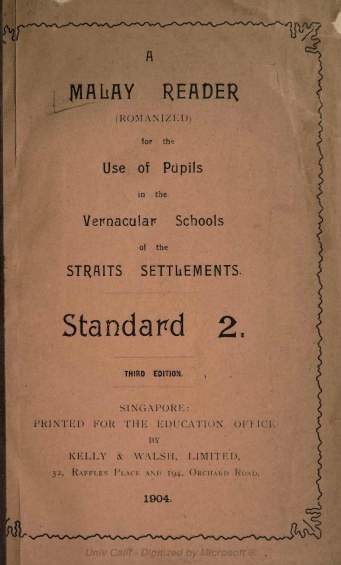 A
MALAY READER
(ROMANIZED)
for the
Use of Pupils
in the
Vernacular Schools
of the
STRAITS SETTLEMENTS.
Standard 2.
THIRD EDITION.
SINGAPORE:
PRINTED FOR THE EDUCATION OFFICE
BY
KELLY & WALSH, LIMITED,
32, RAFFLES PLACE AND 194, ORCHARD ROAD.
1904.
Univ Calif - Digitized by Microsoft ®